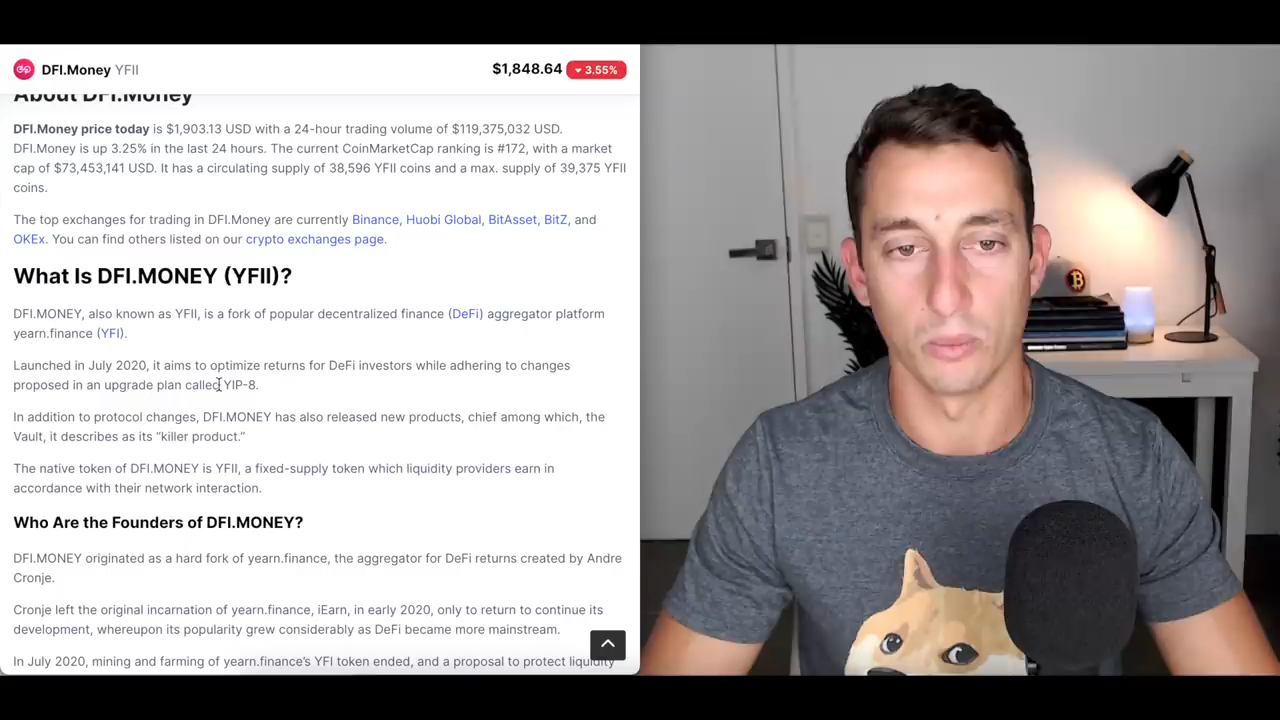 DFI.Money YFII
$1,848.64 3.55%
About DFI.Money
DFI.Money price today is $1,903.13 USD with a 24-hour trading volume of $119,375,032 USD.
DFI.Money is up 3.25% in the last 24 hours. The current CoinMarketCap ranking is #172, with a market
cap of $73,453,141 USD. It has a circulating supply of 38,596 YFII coins and a max. supply of 39,375 YFII
coins.
The top exchanges for trading in DFI.Money are currently Binance, Huobi Global, BitAsset, BitZ, and
OKEx. You can find others listed on our crypto exchanges page.
What Is DFI.MONEY (YFII)?
DFI.MONEY, also known as YFII, is a fork of popular decentralized finance (DeFi) aggregator platform
yearn.finance (YFI).
Launched in July 2020, it aims to optimize returns for DeFi investors while adhering to changes
proposed in an upgrade plan called YIP-8.
In addition to protocol changes, DFI.MONEY has also released new products, chief among which, the
Vault, it describes as its “killer product.”
The native token of DFI.MONEY is YFII, a fixed-supply token which liquidity providers earn in
accordance with their network interaction.
Who Are the Founders of DFI.MONEY?
DFI.MONEY originated as a hard fork of yearn.finance, the aggregator for DeFi returns created by Andre
Cronje.
Cronje left the original incarnation of yearn.finance, iEarn, in early 2020, only to return to continue its
development, whereupon its popularity grew considerably as DeFi became more mainstream.
In July 2020, mining and farming of yearn.finance’s YFI token ended, and a proposal to protect liquidity